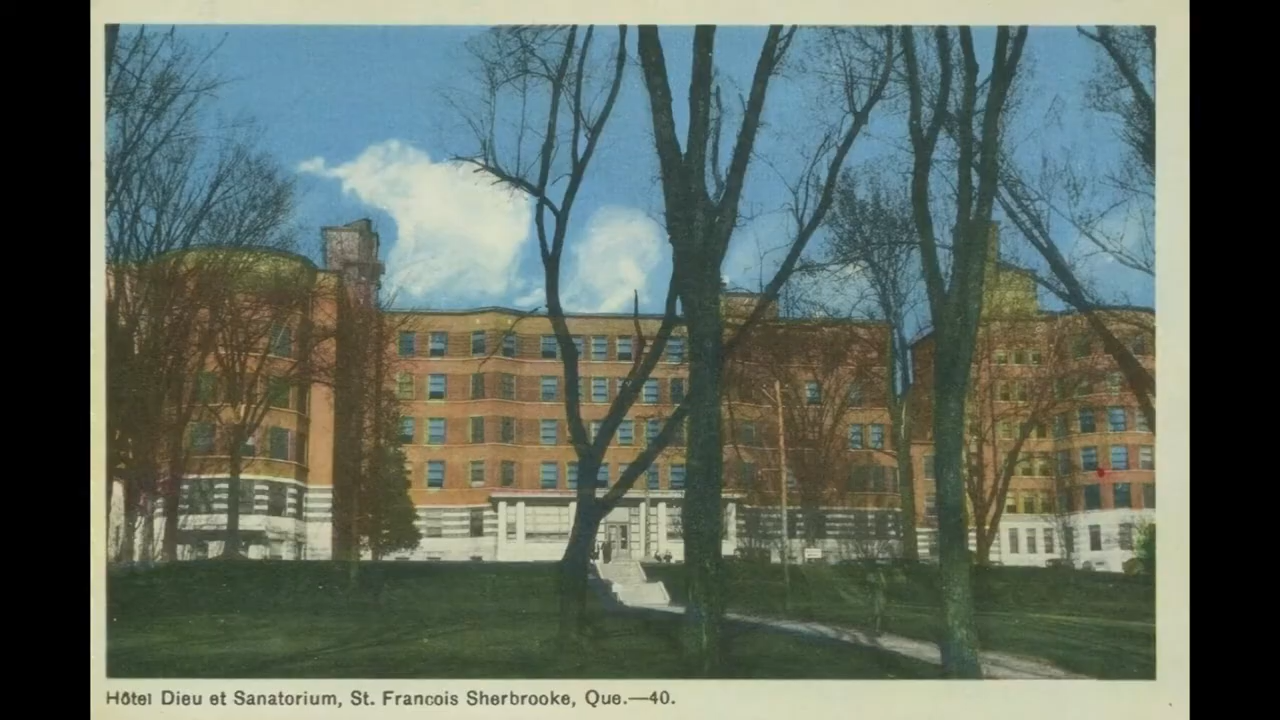 Hôtel Dieu et Sanatorium, St. Francois Sherbrooke, Que.—40.